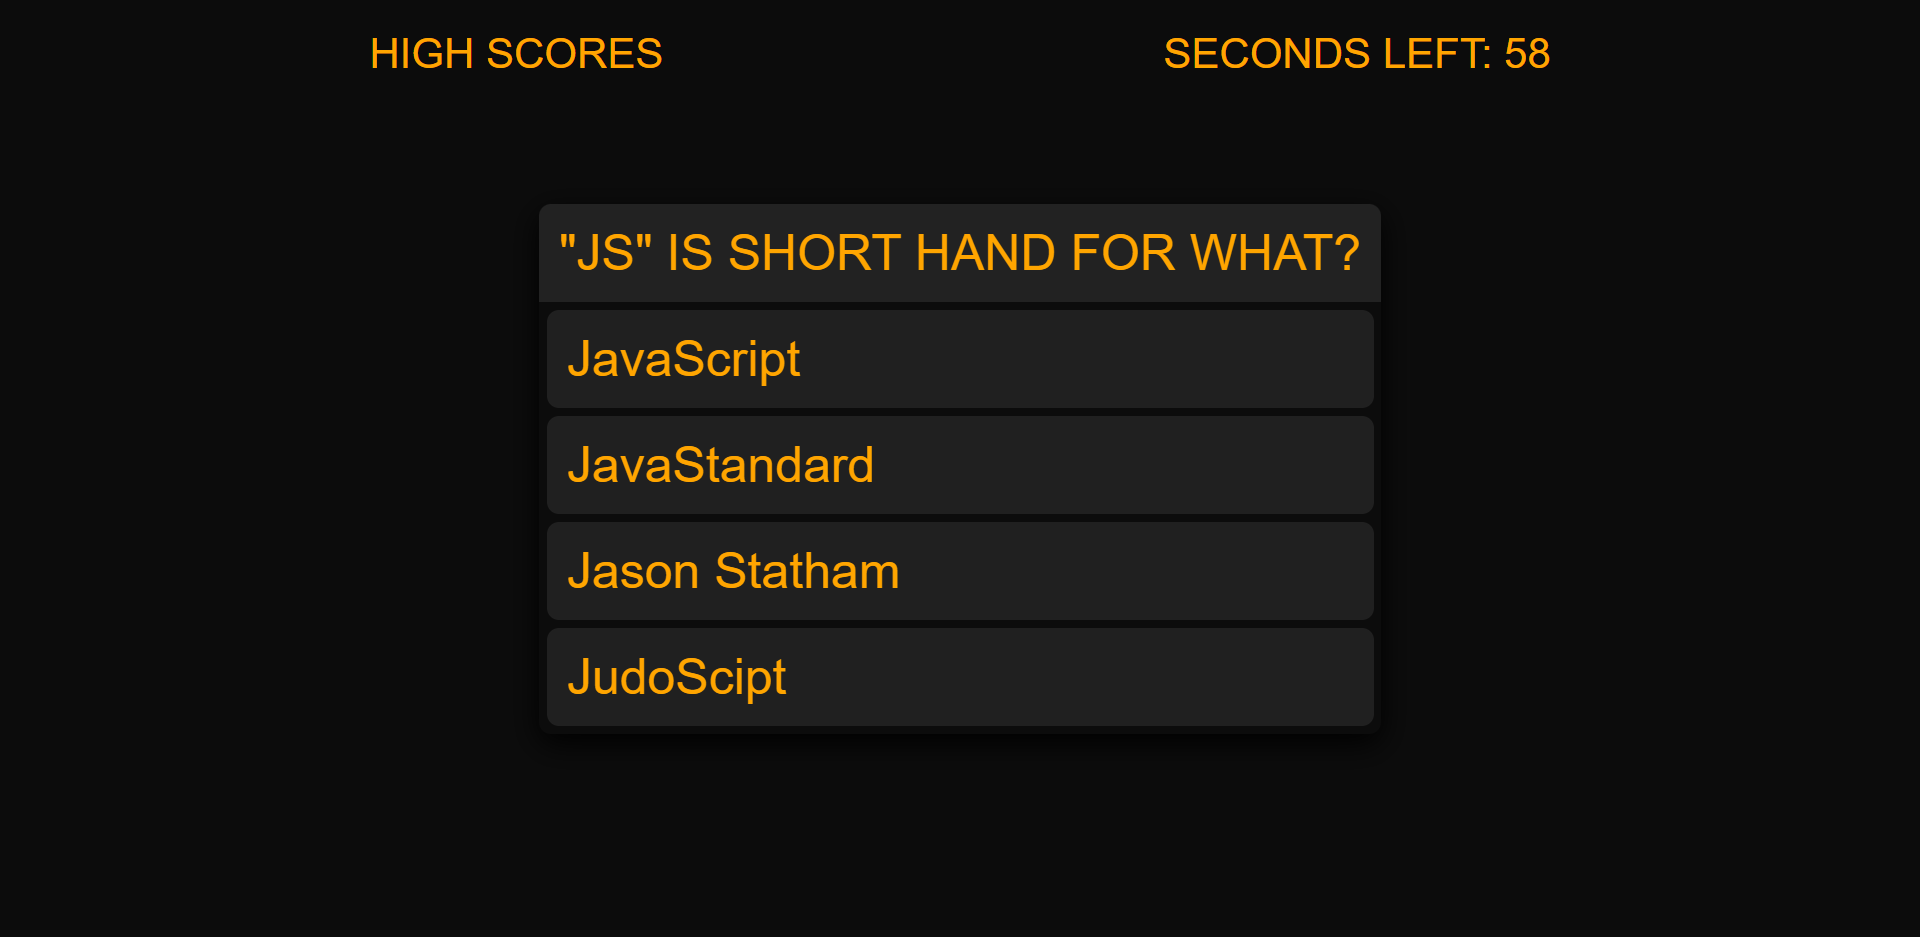 HIGH SCORES
SECONDS LEFT: 58
"JS" IS SHORT HAND FOR WHAT?
JavaScript
JavaStandard
Jason Statham
JudoScipt